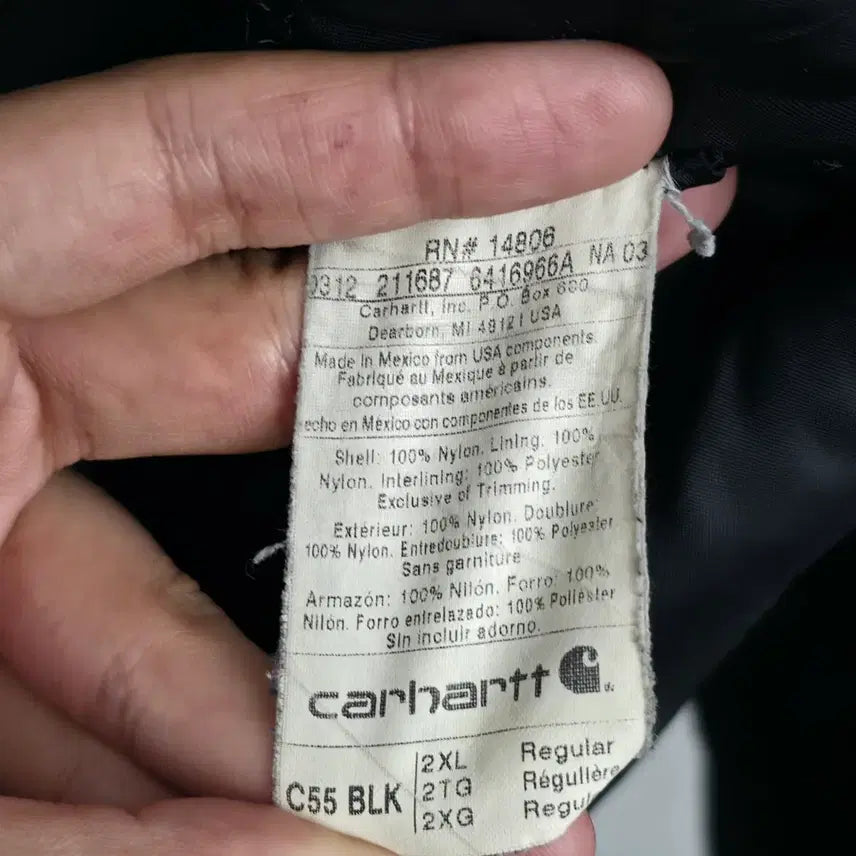 RN# 14806
0312 211687 6416966A NA 03
Carhartt, Inc. P.O. Box 600
Dearborn, MI 48121 USA
Made in Mexico from USA components.
Fabriqué au Mexique à partir de
composants américains.
echo en México con componentes de los EE.UU.
Shell: 100% Nylon. Lining: 100%
Nylon. Interlining: 100% Polyester
Exclusive of Trimming.
Extérieur: 100% Nylon. Doublure:
100% Nylon. Entredoublure: 100% Polyester
Sans garniture
Armazón: 100% Nilón. Forro: 100%
Nilón. Forro entrelazado: 100% Poliéster
Sin incluir adorno.
carhartt
C55 BLK
2XL Regular
2TG Régulière
2XG Regul